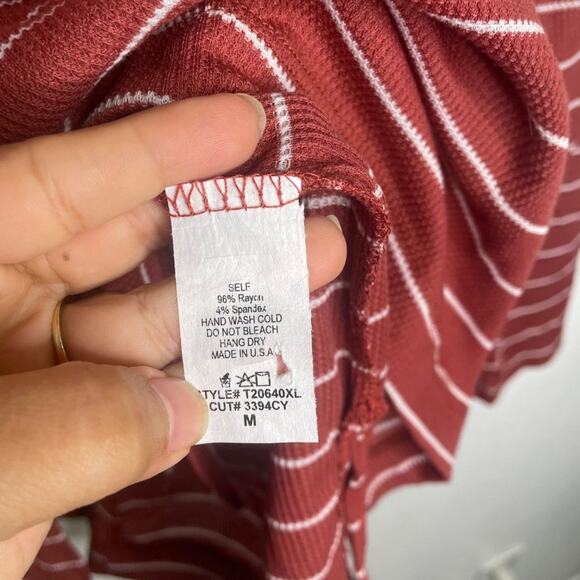 SELF
96% Rayon
4% Spandex
HAND WASH COLD
DO NOT BLEACH
HANG DRY
MADE IN U.S.A
STYLE# T20640XL
CUT# 3394CY
M